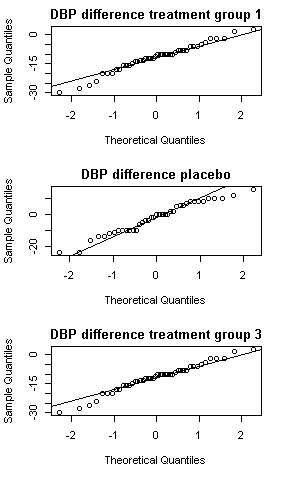 DBP difference treatment group 1
Sample Quantiles
0
-15
-30
-2 -1 0 1 2
Theoretical Quantiles
DBP difference placebo
Sample Quantiles
0
-20
-2 -1 0 1 2
Theoretical Quantiles
DBP difference treatment group 3
Sample Quantiles
0
-15
-30
-2 -1 0 1 2
Theoretical Quantiles